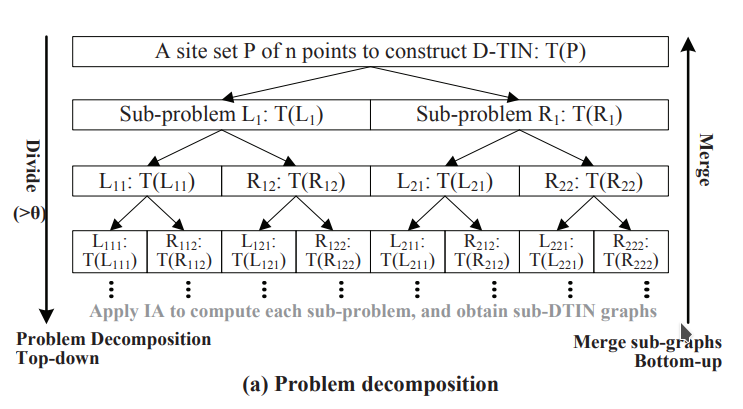 A site set P of n points to construct D-TIN: T(P)
Sub-problem L₁: T(L₁)
Sub-problem R₁: T(R₁)
L₁₁: T(L₁₁)
R₁₂: T(R₁₂)
L₂₁: T(L₂₁)
R₂₂: T(R₂₂)
L₁₁₁:
T(L₁₁₁)
R₁₁₂:
T(R₁₁₂)
L₁₂₁:
T(L₁₂₁)
R₁₂₂:
T(R₁₂₂)
L₂₁₁:
T(L₂₁₁)
R₂₁₂:
T(R₂₁₂)
L₂₂₁:
T(L₂₂₁)
R₂₂₂:
T(R₂₂₂)
Divide
(>θ)
Merge
Apply IA to compute each sub-problem, and obtain sub-DTIN graphs
Problem Decomposition
Top-down
Merge sub-graphs
Bottom-up
(a) Problem decomposition